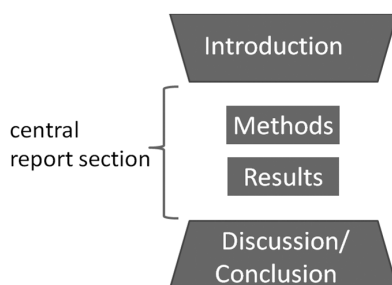 Introduction
central
report section
Methods
Results
Discussion/
Conclusion